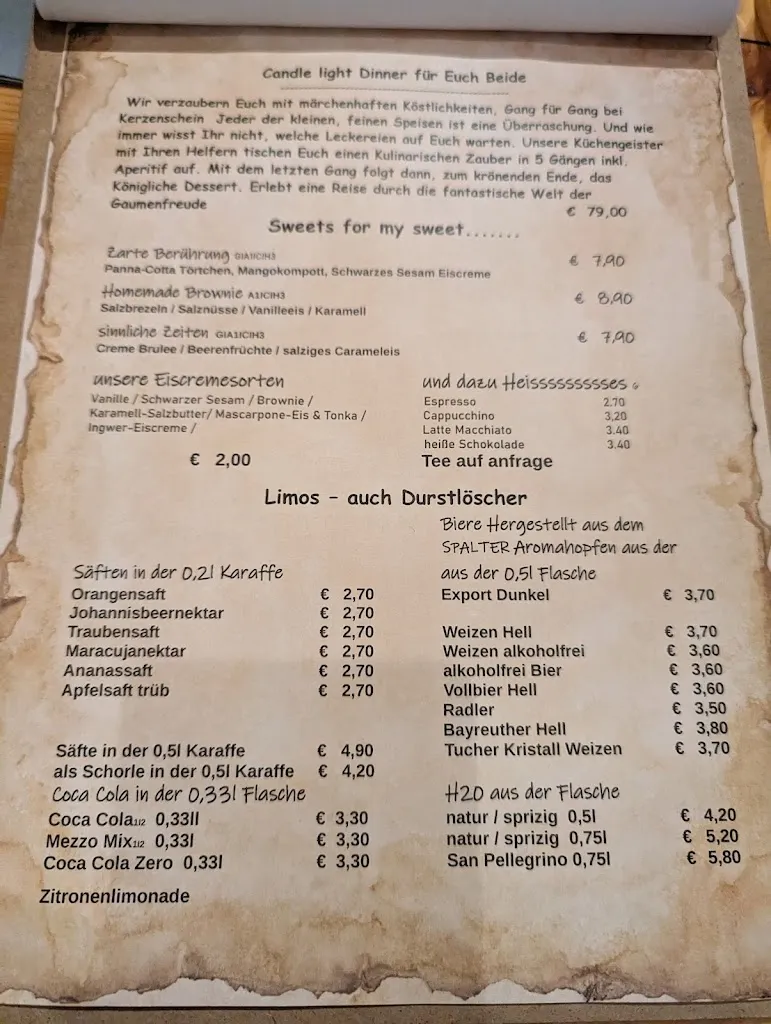 Candle light Dinner für Euch Beide
Wir verzaubern Euch mit märchenhaften Köstlichkeiten, Gang für Gang bei
Kerzenschein Jeder der kleinen, feinen Speisen ist eine Überraschung. Und wie
immer wisst Ihr nicht, welche Leckereien auf Euch warten. Unsere Küchengeister
mit Ihren Helfern tischen Euch einen Kulinarischen Zauber in 5 Gängen inkl.
Aperitif auf. Mit dem letzten Gang folgt dann, zum krönenden Ende, das
Königliche Dessert. Erlebt eine Reise durch die fantastische Welt der
Gaumenfreude € 79,00
Sweets for my sweet.......
Zarte Berührung GIA1ICIH3 € 7,90
Panna-Cotta Törtchen, Mangokompott, Schwarzes Sesam Eiscreme
Homemade Brownie A1ICIH3 € 8,90
Salzbrezeln / Salznüsse / Vanilleeis / Karamell
sinnliche Zeiten GIA1ICIH3 € 7,90
Creme Brulee / Beerenfrüchte / salziges Carameleis
unsere Eiscremesorten
Vanille / Schwarzer Sesam / Brownie /
Karamell-Salzbutter/ Mascarpone-Eis & Tonka /
Ingwer-Eiscreme /
€ 2,00
und dazu Heisssssssssses G
Espresso 2.70
Cappucchino 3,20
Latte Macchiato 3.40
heiße Schokolade 3.40
Tee auf anfrage
Limos - auch Durstlöscher
Säften in der 0,2l Karaffe
Orangensaft € 2,70
Johannisbeernektar € 2,70
Traubensaft € 2,70
Maracujanektar € 2,70
Ananassaft € 2,70
Apfelsaft trüb € 2,70
Säfte in der 0,5l Karaffe € 4,90
als Schorle in der 0,5l Karaffe € 4,20
Coca Cola in der 0,33l Flasche
Coca Cola1I2 0,33ll € 3,30
Mezzo Mix1I2 0,33l € 3,30
Coca Cola Zero 0,33l € 3,30
Zitronenlimonade
Biere Hergestellt aus dem
SPALTER Aromahopfen aus der
aus der 0,5l Flasche
Export Dunkel € 3,70
Weizen Hell € 3,70
Weizen alkoholfrei € 3,60
alkoholfrei Bier € 3,60
Vollbier Hell € 3,60
Radler € 3,50
Bayreuther Hell € 3,80
Tucher Kristall Weizen € 3,70
H20 aus der Flasche
natur / sprizig 0,5l € 4,20
natur / sprizig 0,75l € 5,20
San Pellegrino 0,75l € 5,80